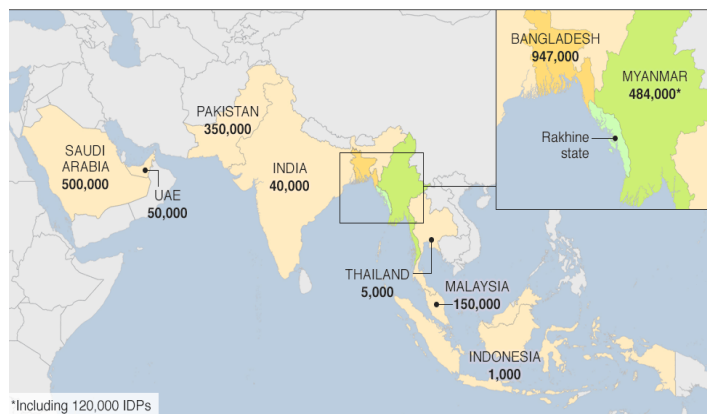 BANGLADESH
947,000
MYANMAR
484,000*
Rakhine
state
PAKISTAN
350,000
SAUDI
ARABIA
500,000
INDIA
40,000
UAE
50,000
THAILAND
5,000
MALAYSIA
150,000
INDONESIA
1,000
*Including 120,000 IDPs